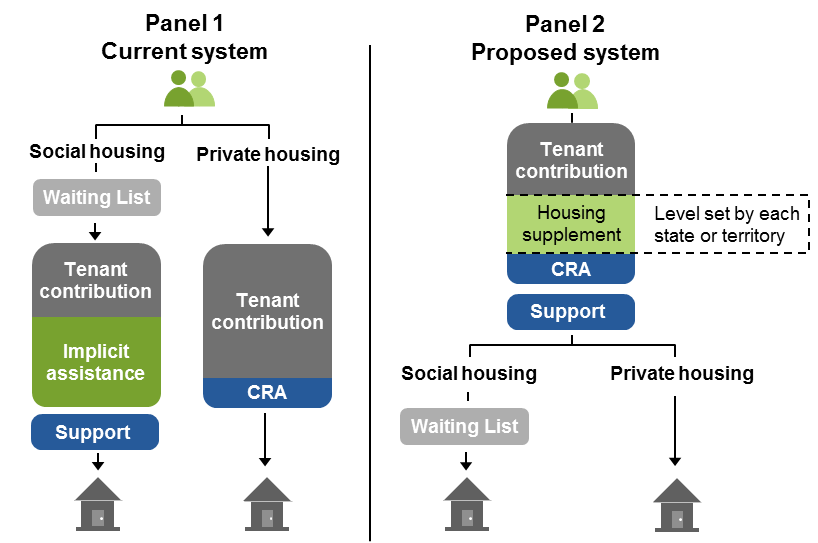 Panel 1
Current system
Social housing
Private housing
Waiting List
Tenant
contribution
Implicit
assistance
Support
Tenant
contribution
CRA
Panel 2
Proposed system
Tenant
contribution
Housing
supplement
Level set by each
state or territory
CRA
Support
Social housing
Private housing
Waiting List